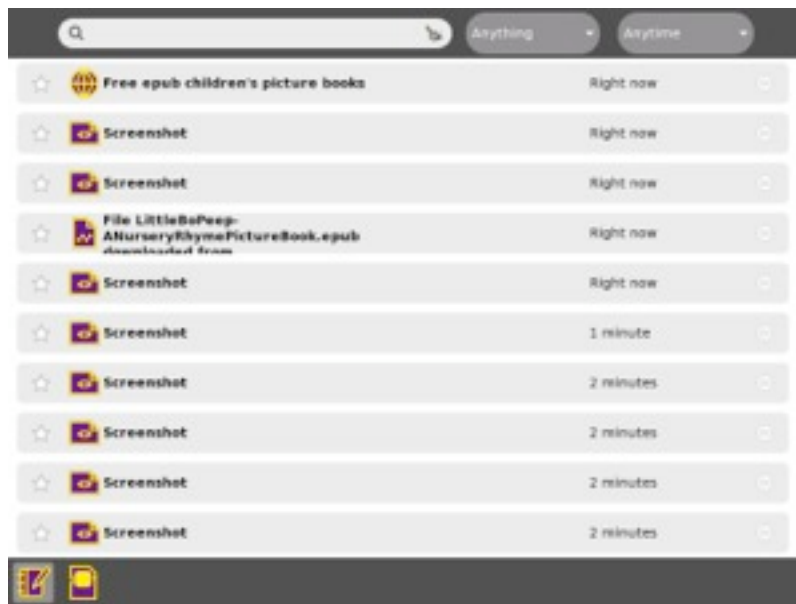 Anything Anytime
Free epub children's picture books Right now
Screenshot Right now
Screenshot Right now
File LittleBoPeep-
ANurseryRhymePictureBook.epub Right now
downloaded from
Screenshot Right now
Screenshot 1 minute
Screenshot 2 minutes
Screenshot 2 minutes
Screenshot 2 minutes
Screenshot 2 minutes